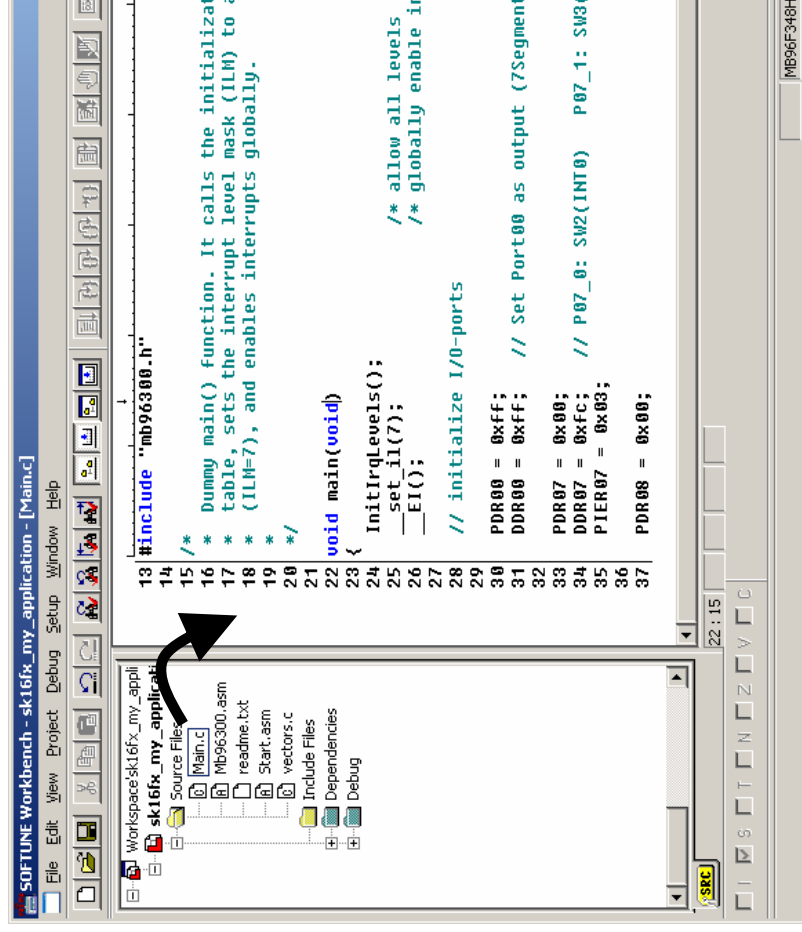 SOFTUNE Workbench - sk16fx_my_application - [Main.c]
File Edit View Project Debug Setup Window Help
Workspace'sk16fx_my_appli
sk16fx_my_applicati
Source Files
Main.c
Mb96300.asm
readme.txt
Start.asm
vectors.c
Include Files
Dependencies
Debug
SRC
13 #include "mb96300.h"
14
15 /*
16 * Dummy main() function. It calls the initializat
17 * table, sets the interrupt level mask (ILM) to a
18 * (ILM=7), and enables interrupts globally.
19 *
20 */
21
22 void main(void)
23 {
24 InitIrqLevels();
25 __set_il(7); /* allow all levels
26 __EI(); /* globally enable in
27
28 // initialize I/O-ports
29
30 PDR00 = 0xff;
31 DDR00 = 0xff; // Set Port00 as output (7Segment
32
33 PDR07 = 0x00;
34 DDR07 = 0xfc; // P07_0: SW2(INT0) P07_1: SW3(
35 PIER07 = 0x03;
36
37 PDR08 = 0x00;
22 : 15
I S T N Z V C
MB96F348H